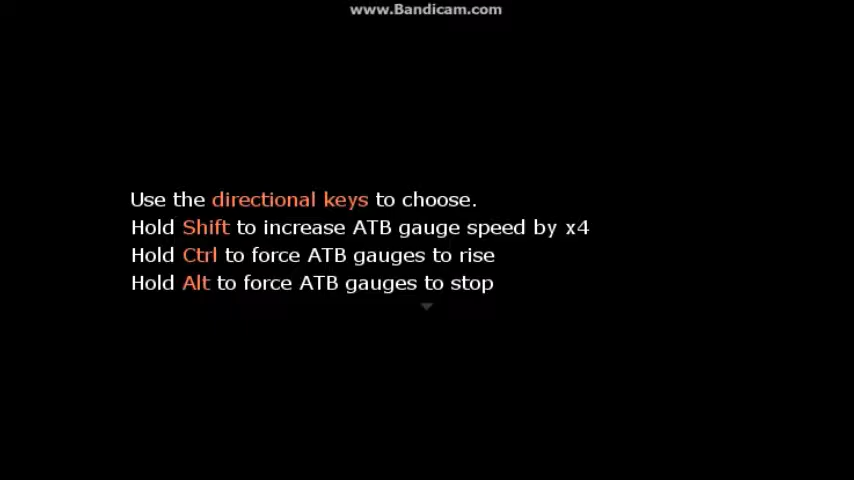 www.Bandicam.com
Use the directional keys to choose.
Hold Shift to increase ATB gauge speed by x4
Hold Ctrl to force ATB gauges to rise
Hold Alt to force ATB gauges to stop